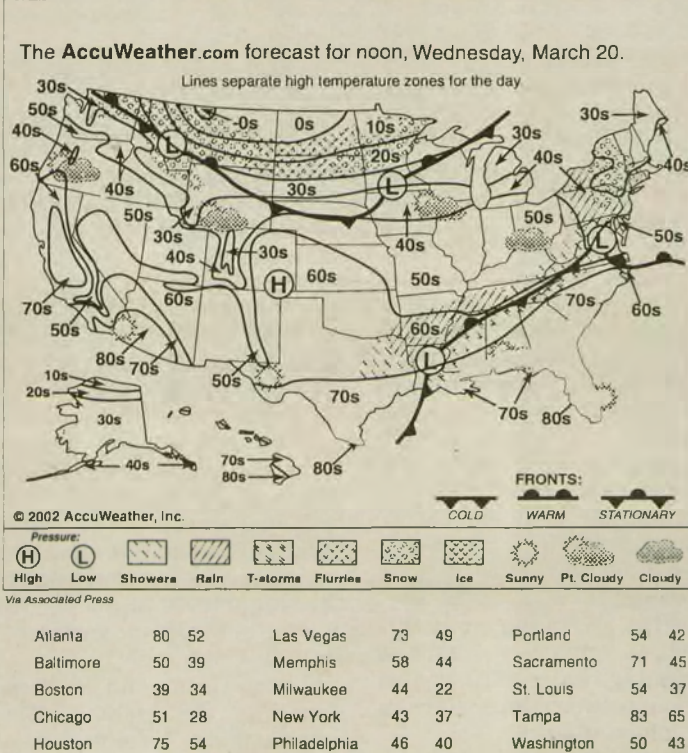 The AccuWeather.com forecast for noon, Wednesday, March 20.
Lines separate high temperature zones for the day.
30s
50s
40s
60s
40s
50s
30s
40s
30s
-0s
0s
10s
20s
30s
30s
40s
30s
40s
50s
50s
60s
40s
50s
60s
60s
70s
H
L
L
L
L
70s
50s
80s
70s
60s
50s
70s
80s
70s
80s
10s
20s
30s
40s
70s
80s
FRONTS:
COLD WARM STATIONARY
© 2002 AccuWeather, Inc.
Pressure:
H L
High Low Showers Rain T-storms Flurries Snow Ice Sunny Pt. Cloudy Cloudy
Via Associated Press
Atlanta 80 52 Las Vegas 73 49 Portland 54 42
Baltimore 50 39 Memphis 58 44 Sacramento 71 45
Boston 39 34 Milwaukee 44 22 St. Louis 54 37
Chicago 51 28 New York 43 37 Tampa 83 65
Houston 75 54 Philadelphia 46 40 Washington 50 43